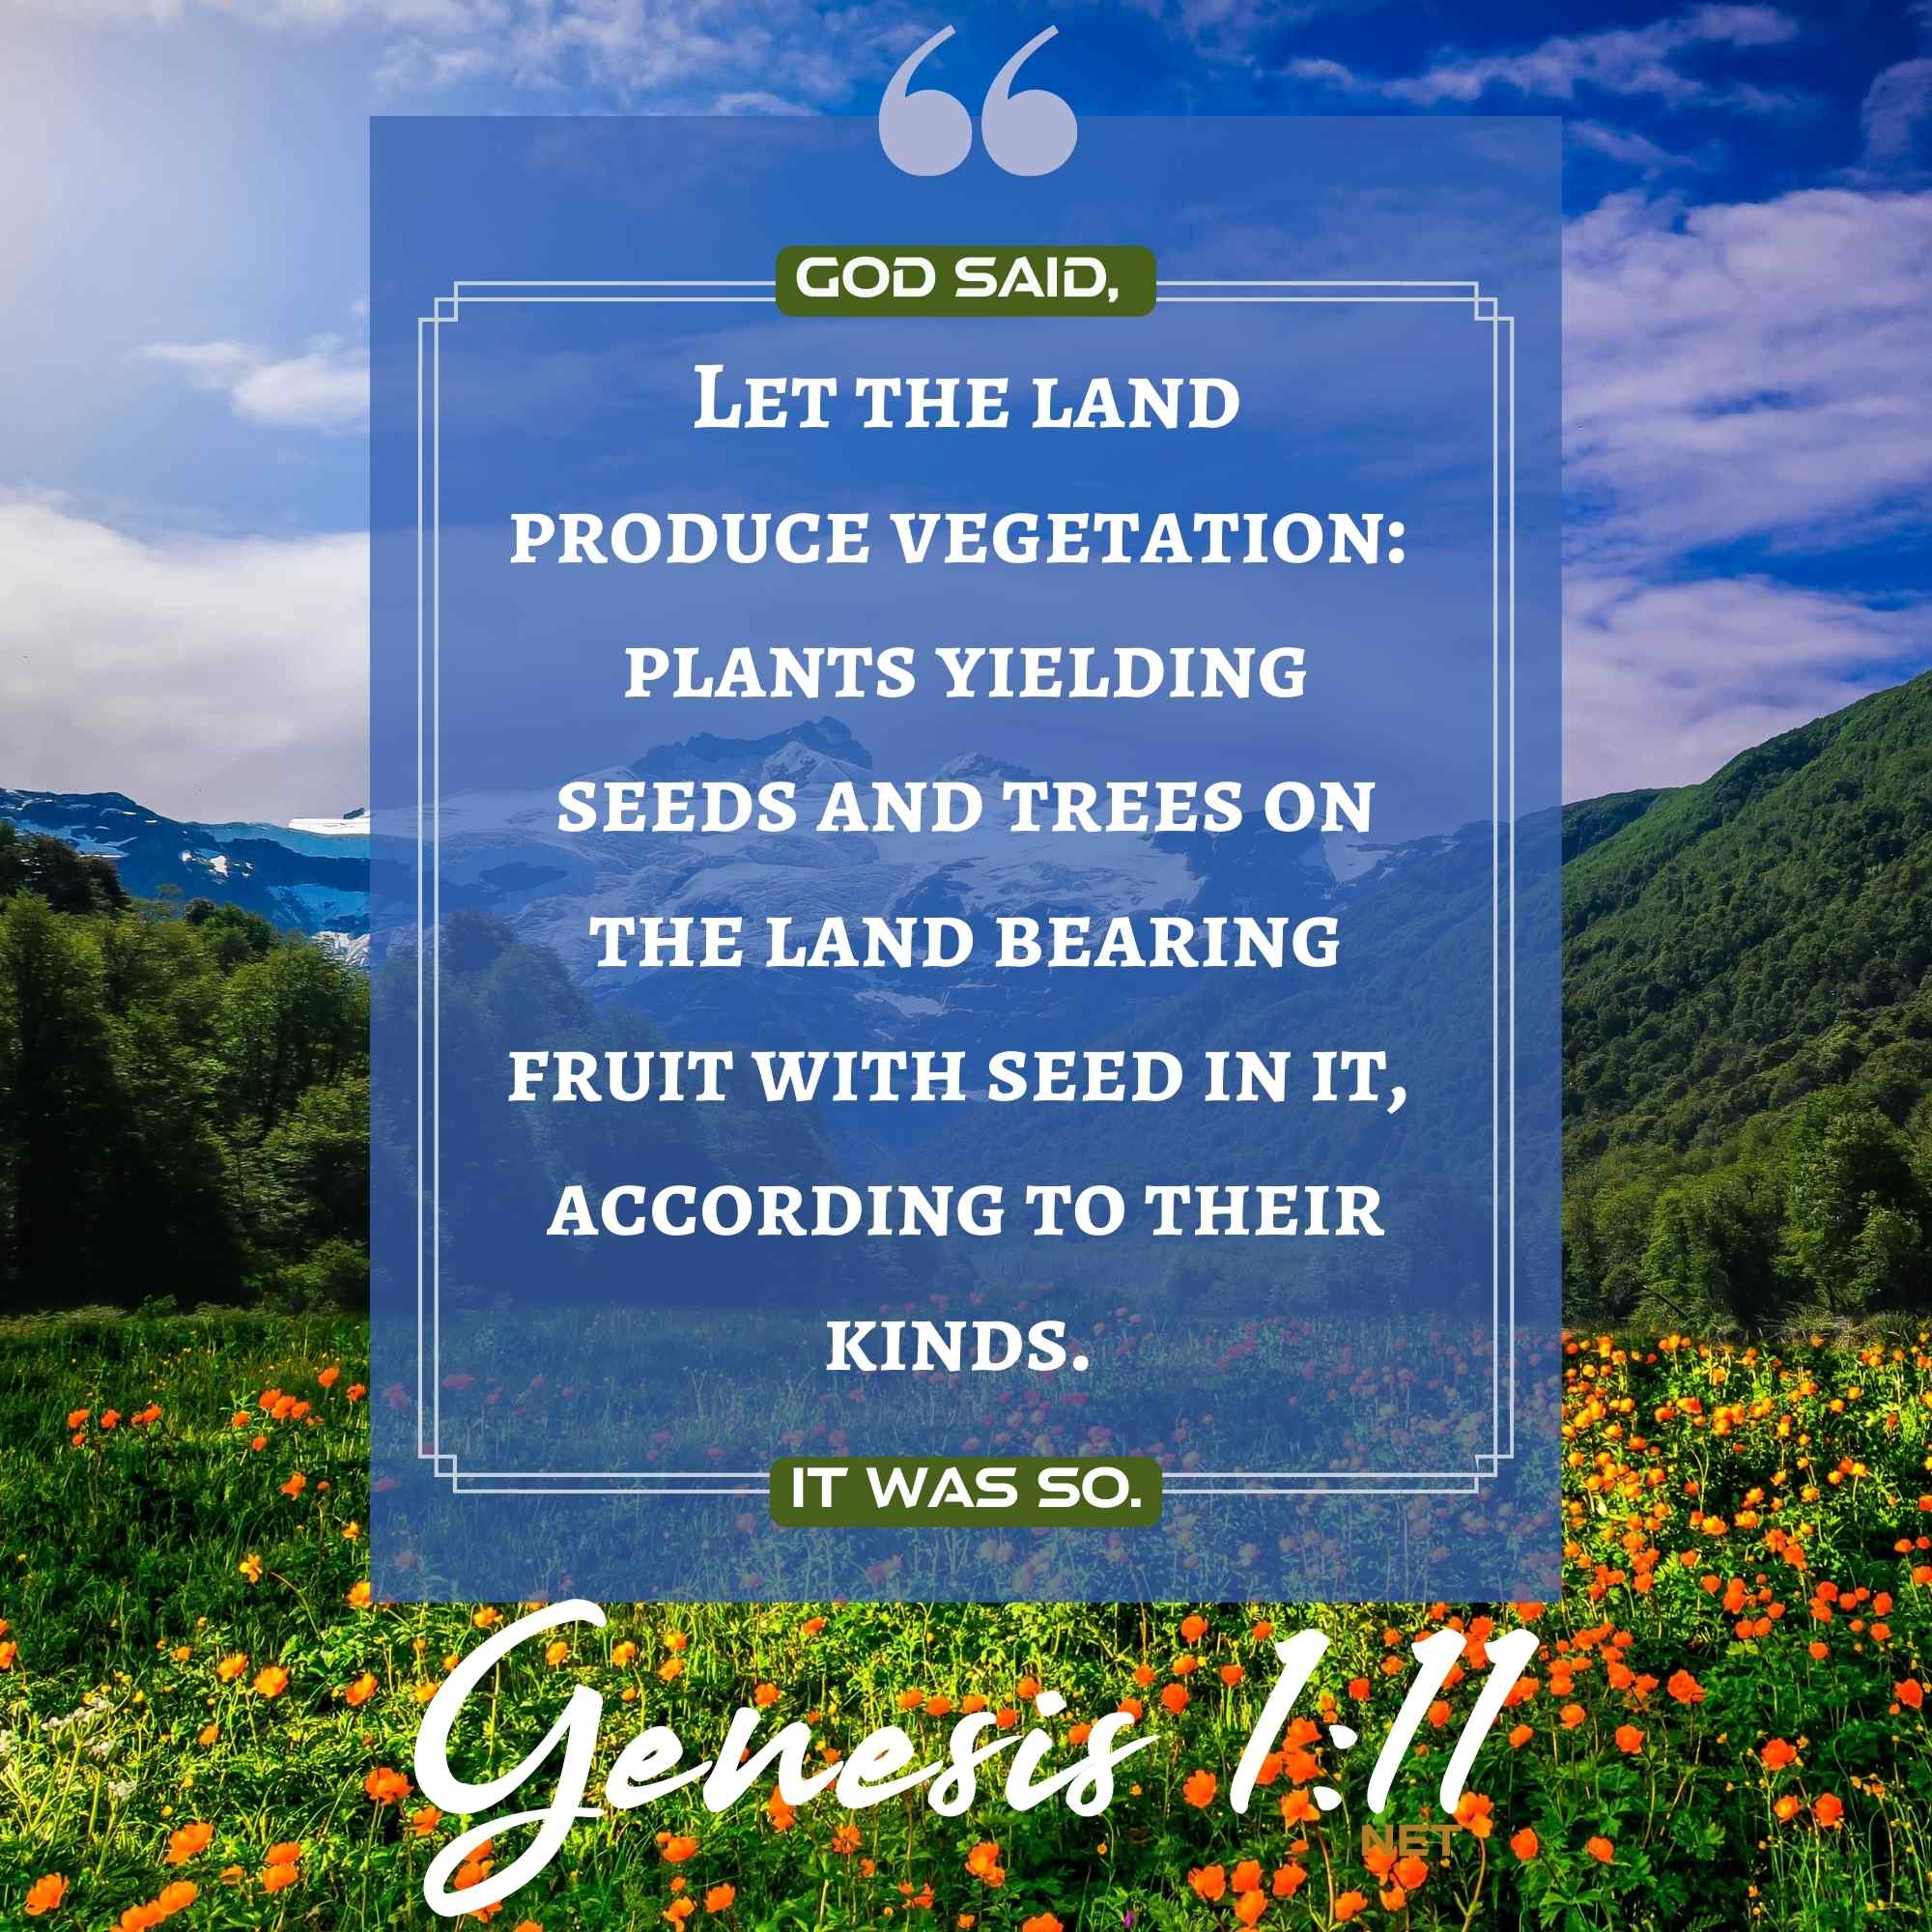 GOD SAID,
Let the land
produce vegetation:
plants yielding
seeds and trees on
the land bearing
fruit with seed in it,
according to their
kinds.
IT WAS SO.
Genesis 1:11
NET